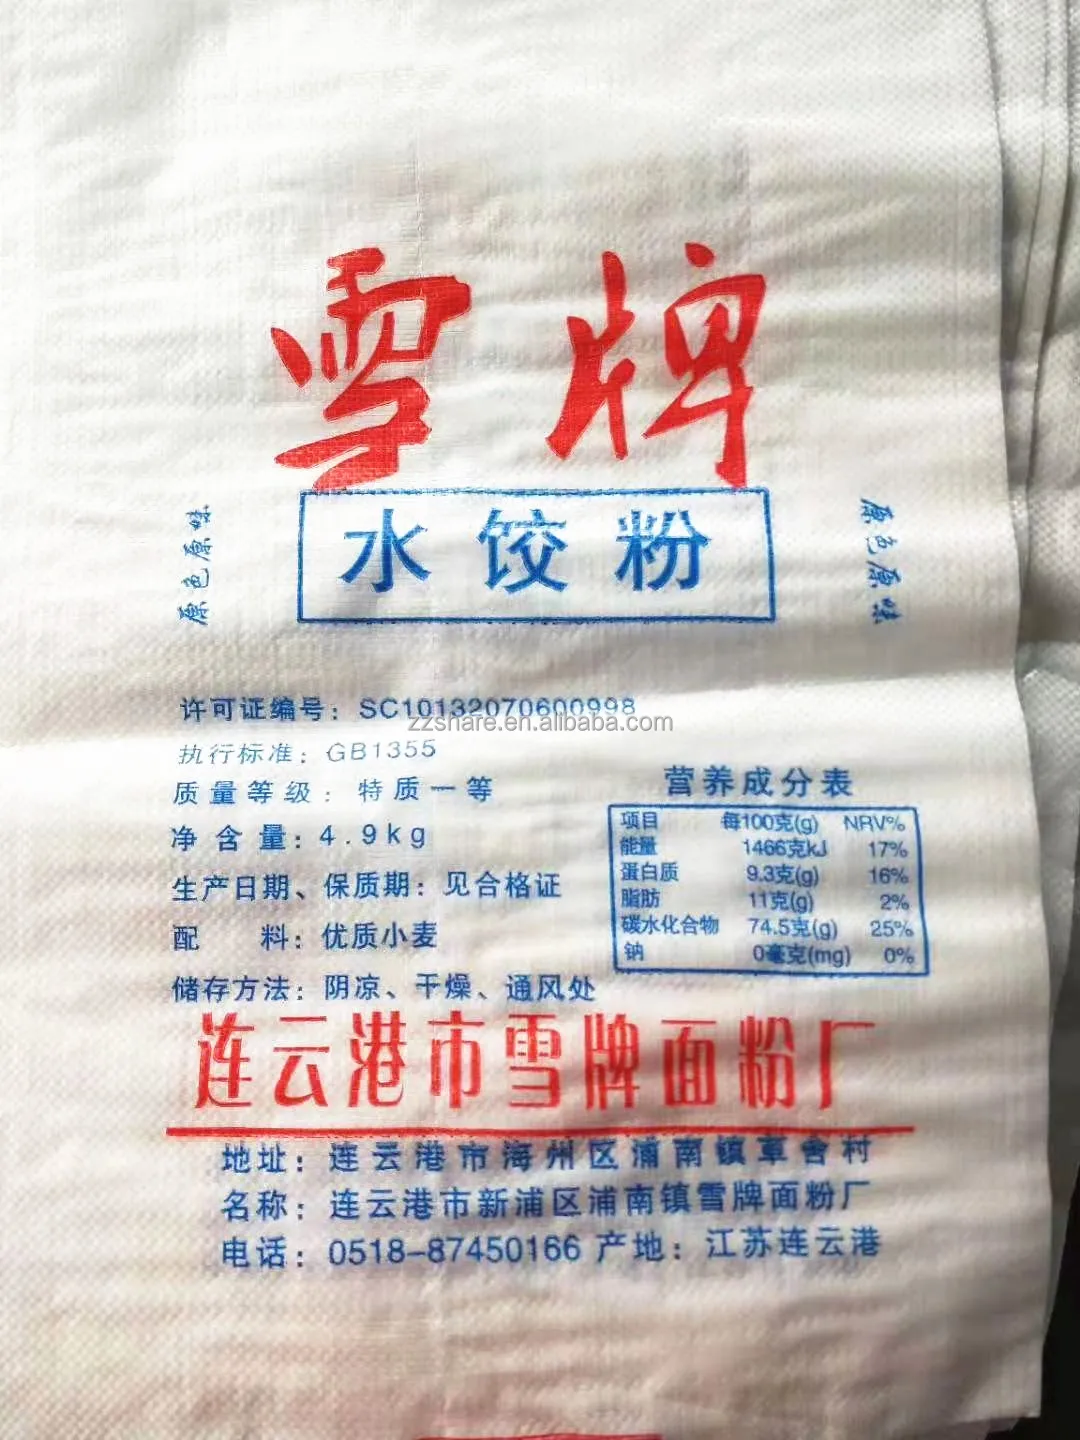 雪牌
水饺粉
原色原味
原色原味
许可证编号：SC10132070600998
zzshare.en.alibaba.com
执行标准：GB1355
质量等级：特质一等
净含量：4.9kg
生产日期、保质期：见合格证
配料：优质小麦
储存方法：阴凉、干燥、通风处
营养成分表
项目 每100克(g) NRV%
能量 1466克kJ 17%
蛋白质 9.3克(g) 16%
脂肪 11克(g) 2%
碳水化合物 74.5克(g) 25%
钠 0毫克(mg) 0%
连云港市雪牌面粉厂
地址：连云港市海州区浦南镇草舍村
名称：连云港市新浦区浦南镇雪牌面粉厂
电话：0518-87450166 产地：江苏连云港